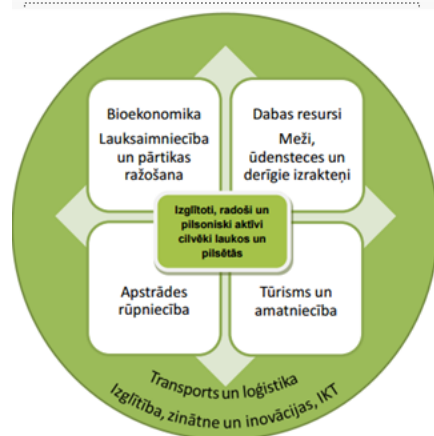 Bioekonomika
Lauksaimniecība
un pārtikas
ražošana
Dabas resursi
Meži,
ūdensteces un
derīgie izrakteņi
Izglītoti, radoši un
pilsoniski aktīvi
cilvēki laukos un
pilsētās
Apstrādes
rūpniecība
Tūrisms un
amatniecība
Transports un loģistika
Izglītība, zinātne un inovācijas, IKT